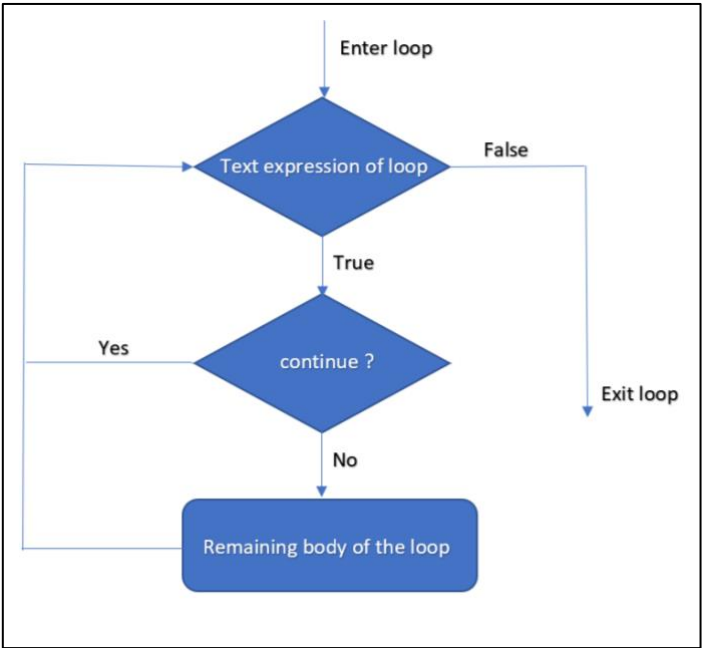 Enter loop
Text expression of loop
False
True
Yes
continue ?
Exit loop
No
Remaining body of the loop